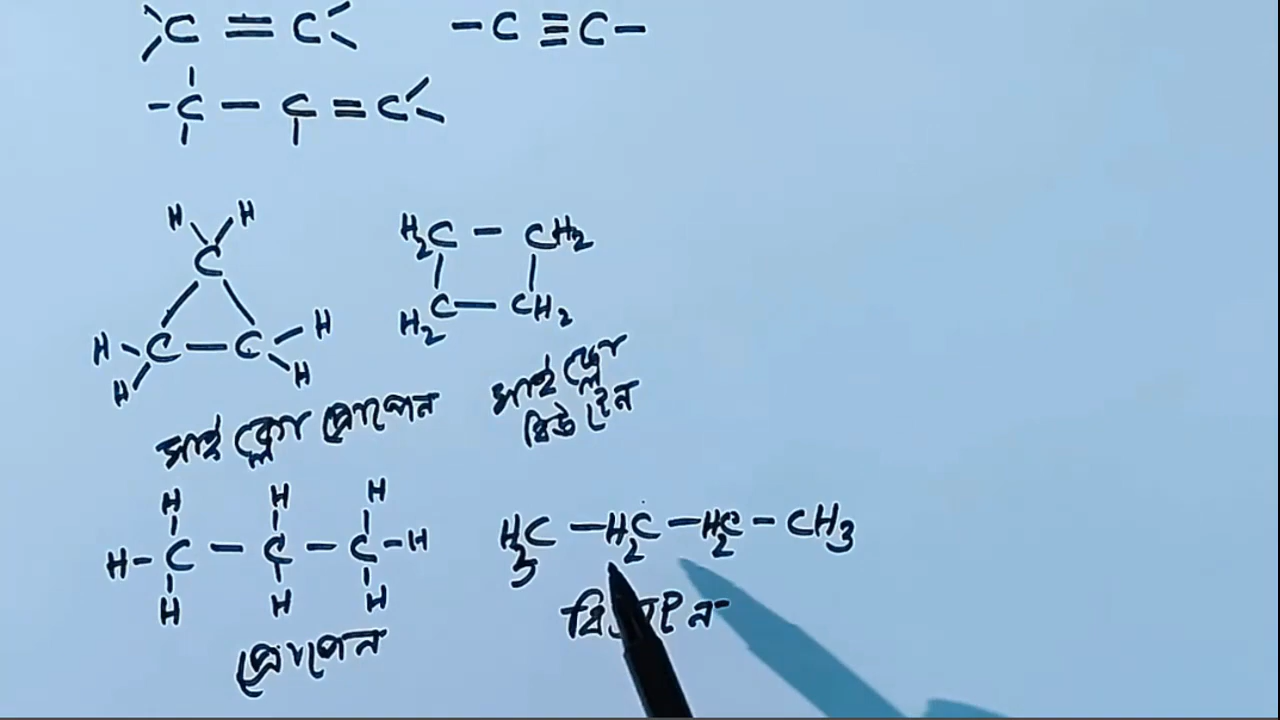 >C = C<   -C≡C-
-C - C = C<
H H
C
H-C - C-H
H H
H₂C - CH₂
H₂C - CH₂
সাইক্লো প্রোপেন
সাইক্লো
বিউটেন
H H H
H-C - C - C-H
H H H
প্রোপেন
H₃C - H₂C - H₂C - CH₃